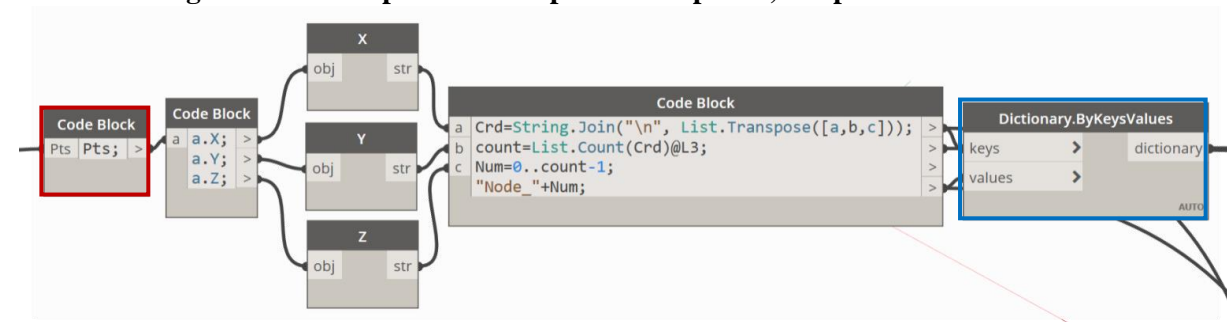 Code Block
Pts Pts; >
Code Block
a a.X; >
a.Y; >
a.Z; >
X
obj str
Y
obj str
Z
obj str
Code Block
a Crd=String.Join("\n", List.Transpose([a,b,c])); >
b count=List.Count(Crd)@L3; >
c Num=0..count-1;
"Node_"+Num; >
Dictionary.ByKeysValues
keys > dictionary
values >
AUTO